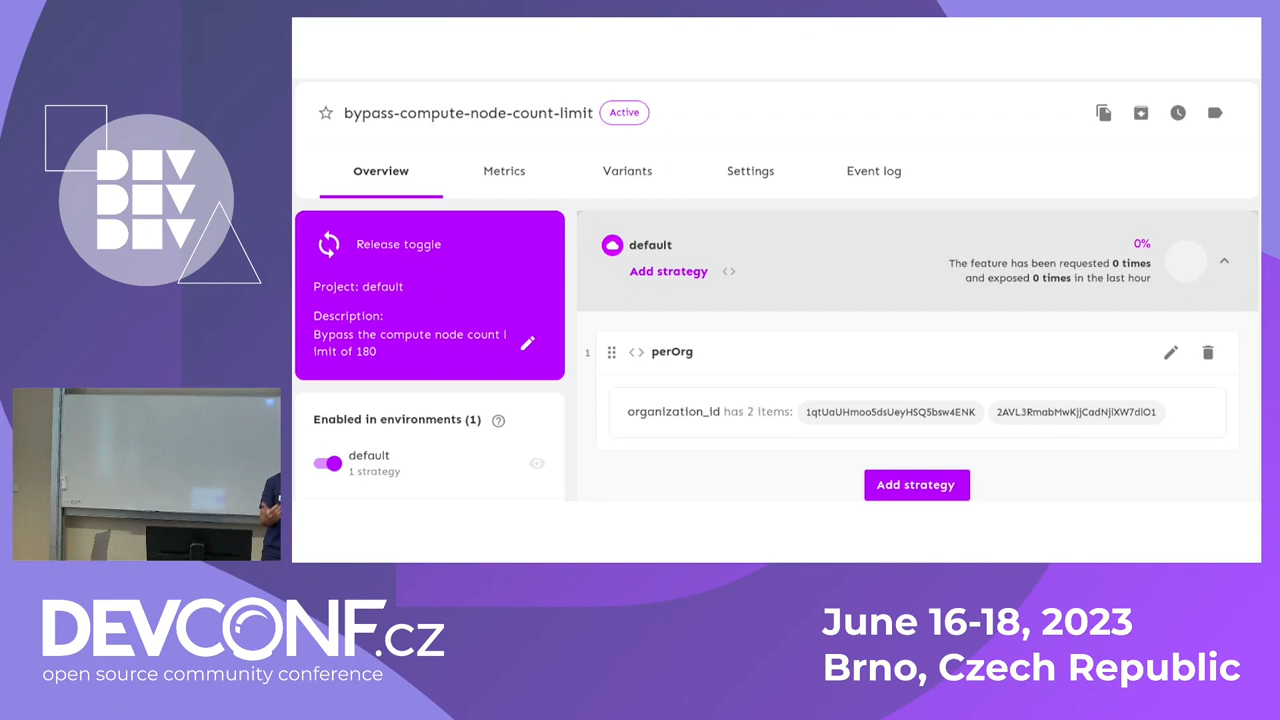 bypass-compute-node-count-limit
Active
Overview
Metrics
Variants
Settings
Event log
Release toggle
Project: default
Description:
Bypass the compute node count l
imit of 180
Enabled in environments (1)
default
1 strategy
default
Add strategy
0%
The feature has been requested 0 times
and exposed 0 times in the last hour
1
perOrg
organization_id has 2 items: 1qtUaUHmoo5dsUeyHSQ5bsw4ENK 2AVL3RmabMwKjjCadNjlXW7dlO1
Add strategy
DEV
DEV
DEV
DEVCONF.cz
open source community conference
June 16-18, 2023
Brno, Czech Republic